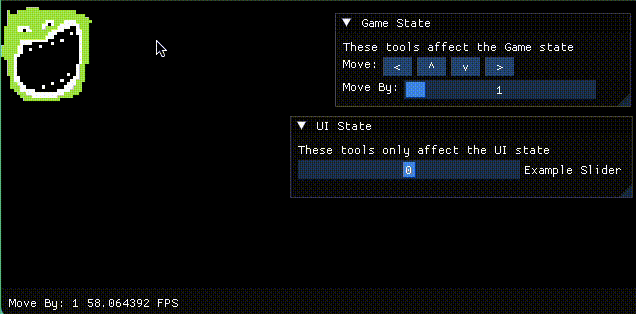 Game State
These tools affect the Game state
Move: < ^ v >
Move By: 1
UI State
These tools only affect the UI state
0 Example Slider
Move By: 1 58.064392 FPS